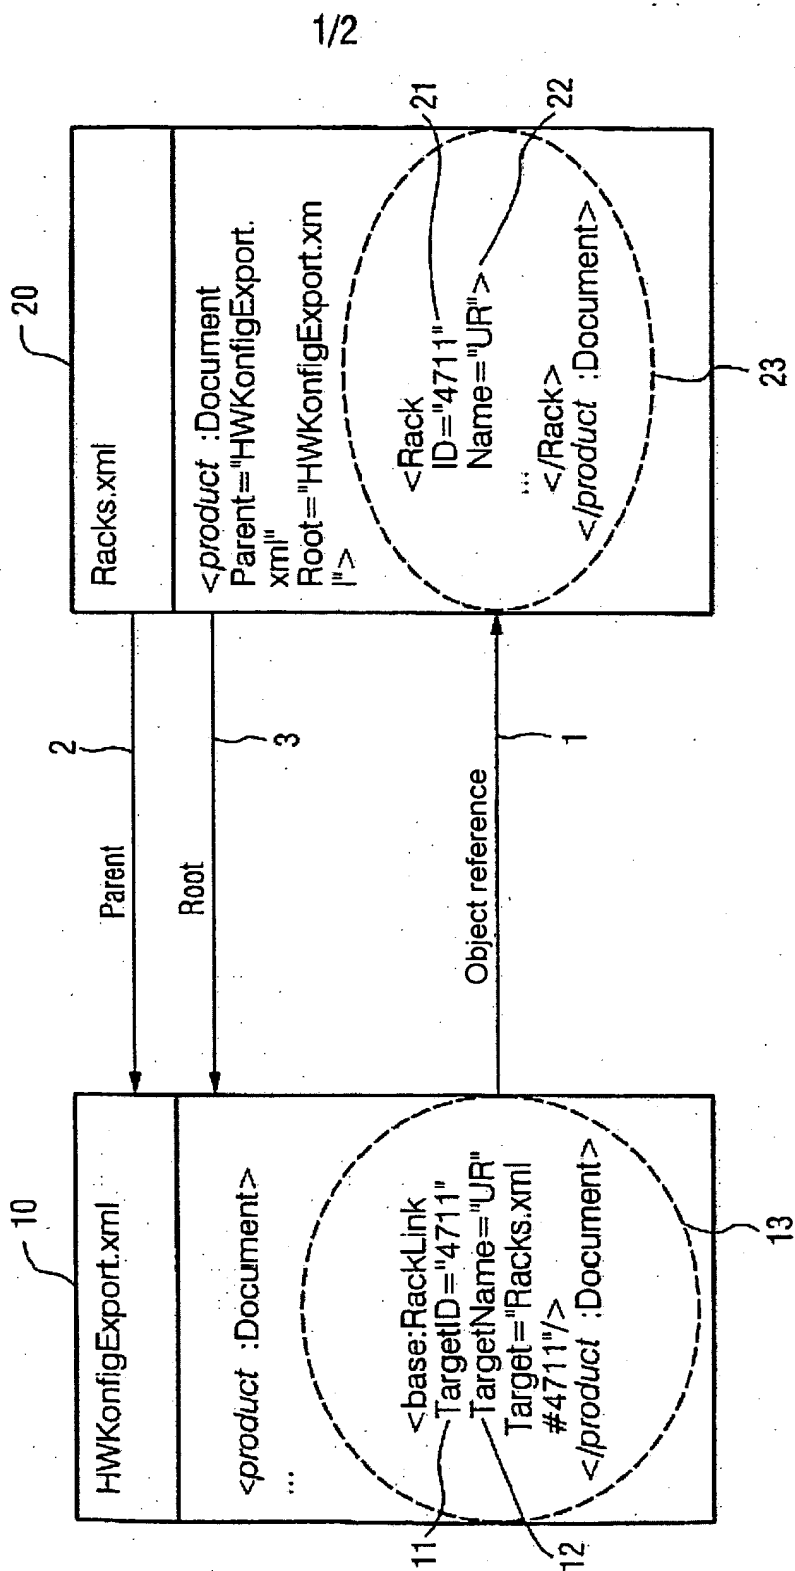 1/2
10
HWKonfigExport.xml
<product :Document>
...
<base:RackLink
TargetID="4711"
TargetName="UR"
Target="Racks.xml
#4711"/>
</product :Document>
11
12
13
Parent
2
Root
3
Object reference
1
20
Racks.xml
<product :Document
Parent="HWKonfigExport.
xml"
Root="HWKonfigExport.xm
l">
<Rack
ID="4711"
Name="UR">
...
</Rack>
</product :Document>
21
22
23